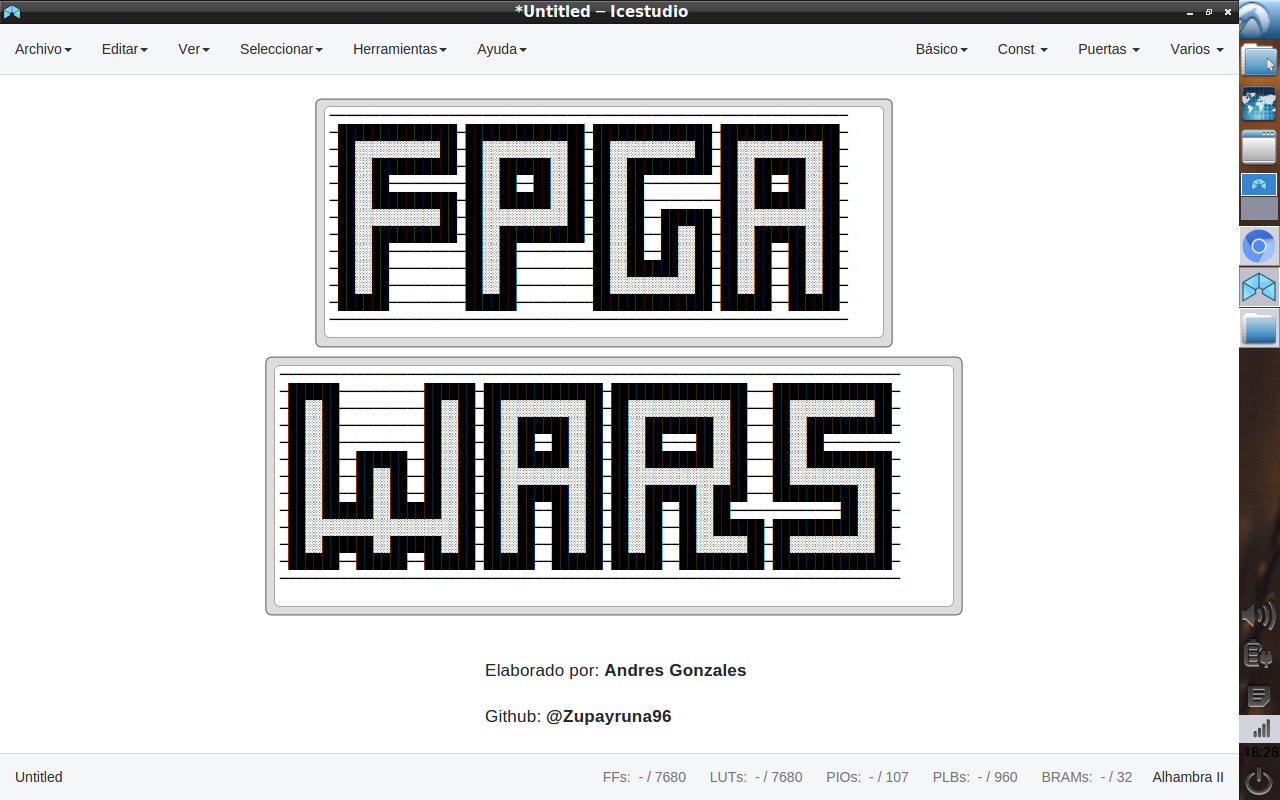 *Untitled – Icestudio
Archivo Editar Ver Seleccionar Herramientas Ayuda Básico Const Puertas Varios
FPGA
WARS
Elaborado por: Andres Gonzales
Github: @Zupayruna96
Untitled FFs: - / 7680 LUTs: - / 7680 PIOs: - / 107 PLBs: - / 960 BRAMs: - / 32 Alhambra II
18:28